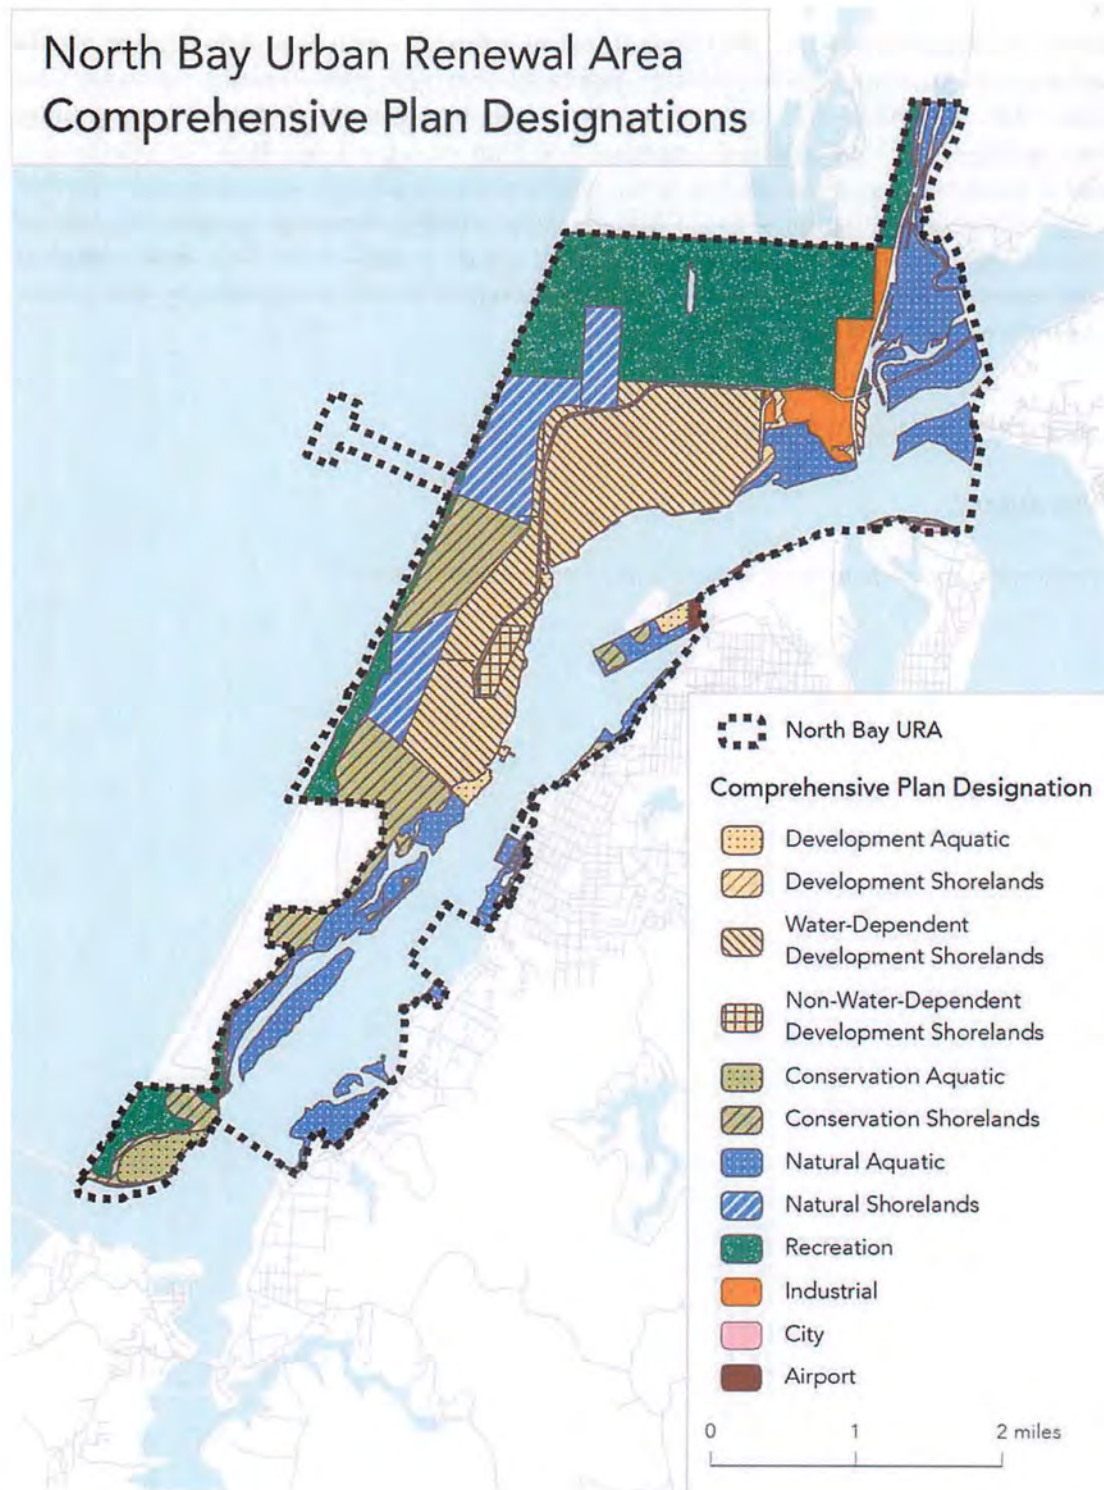 North Bay Urban Renewal Area
Comprehensive Plan Designations
North Bay URA
Comprehensive Plan Designation
Development Aquatic
Development Shorelands
Water-Dependent
Development Shorelands
Non-Water-Dependent
Development Shorelands
Conservation Aquatic
Conservation Shorelands
Natural Aquatic
Natural Shorelands
Recreation
Industrial
City
Airport
0 1 2 miles